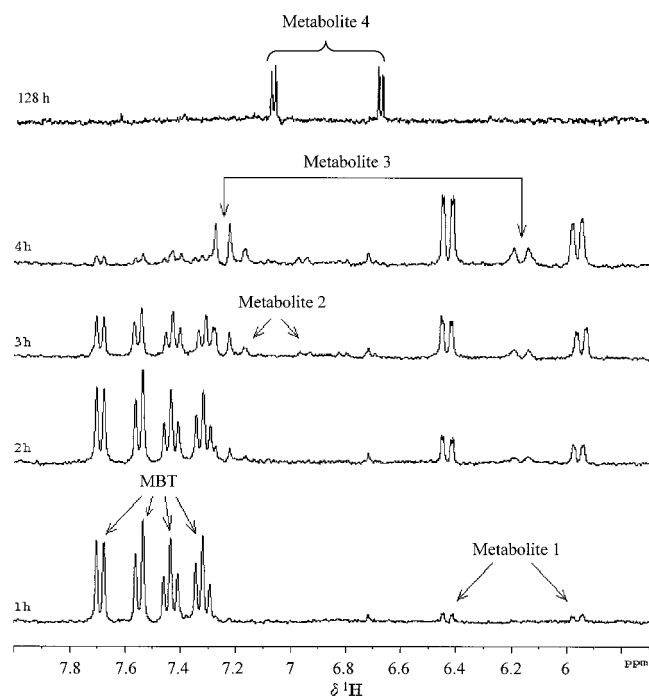 Metabolite 4
128 h
Metabolite 3
4h
Metabolite 2
3h
2h
MBT
Metabolite 1
1h
7.8 7.6 7.4 7.2 7 6.8 6.6 6.4 6.2 6 ppm
δ ¹H